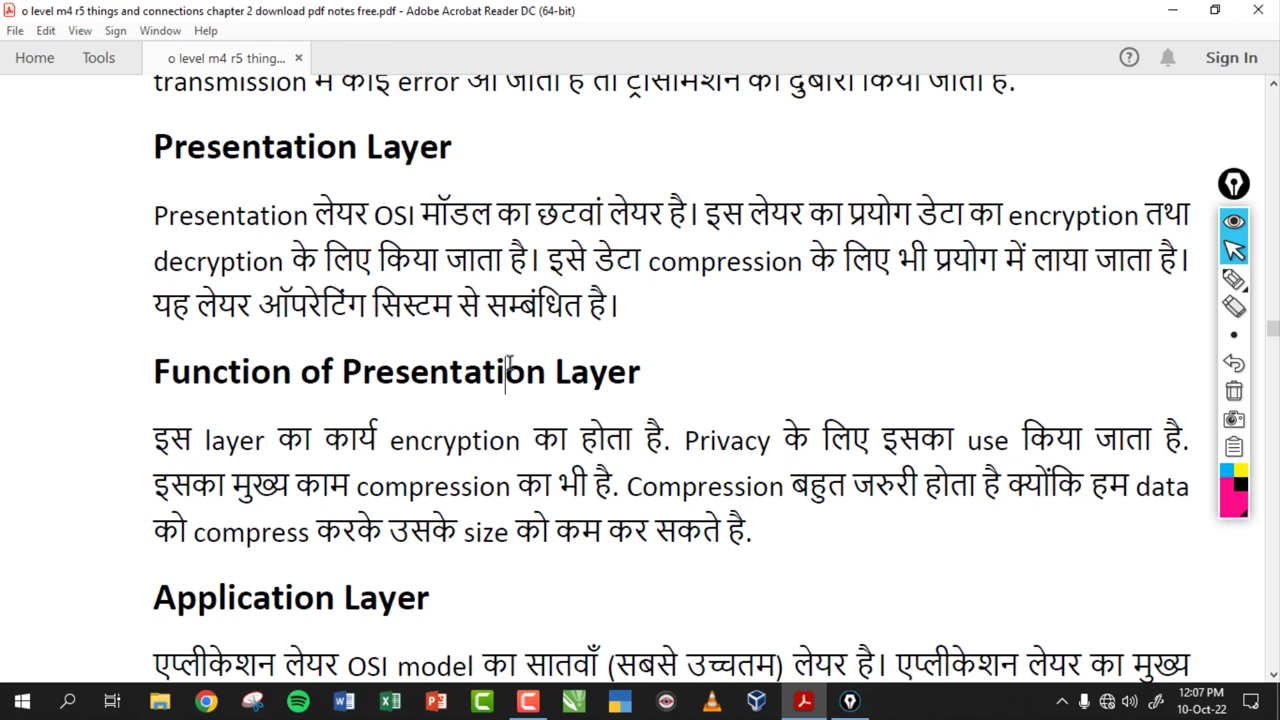 o level m4 r5 things and connections chapter 2 download pdf notes free.pdf - Adobe Acrobat Reader DC (64-bit)
File Edit View Sign Window Help
Home Tools o level m4 r5 thing... × Sign In
transmission में कोई error आ जाता है तो ट्रांसमिशन को दुबारा किया जाता है.
Presentation Layer
Presentation लेयर OSI मॉडल का छटवां लेयर है। इस लेयर का प्रयोग डेटा का encryption तथा
decryption के लिए किया जाता है। इसे डेटा compression के लिए भी प्रयोग में लाया जाता है।
यह लेयर ऑपरेटिंग सिस्टम से सम्बंधित है।
Function of Presentation Layer
इस layer का कार्य encryption का होता है. Privacy के लिए इसका use किया जाता है.
इसका मुख्य काम compression का भी है. Compression बहुत जरुरी होता है क्योंकि हम data
को compress करके उसके size को कम कर सकते है.
Application Layer
एप्लीकेशन लेयर OSI model का सातवाँ (सबसे उच्चतम) लेयर है। एप्लीकेशन लेयर का मुख्य
12:07 PM
10-Oct-22